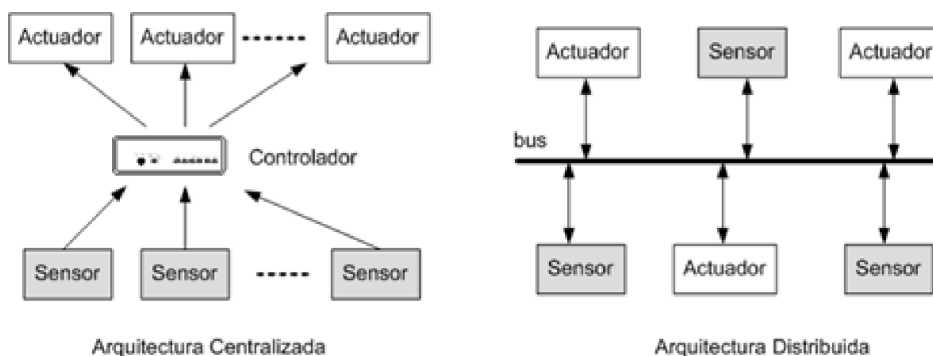 Actuador Actuador Actuador
Controlador
Sensor Sensor Sensor
Arquitectura Centralizada
Actuador Sensor Actuador
bus
Sensor Actuador Sensor
Arquitectura Distribuida